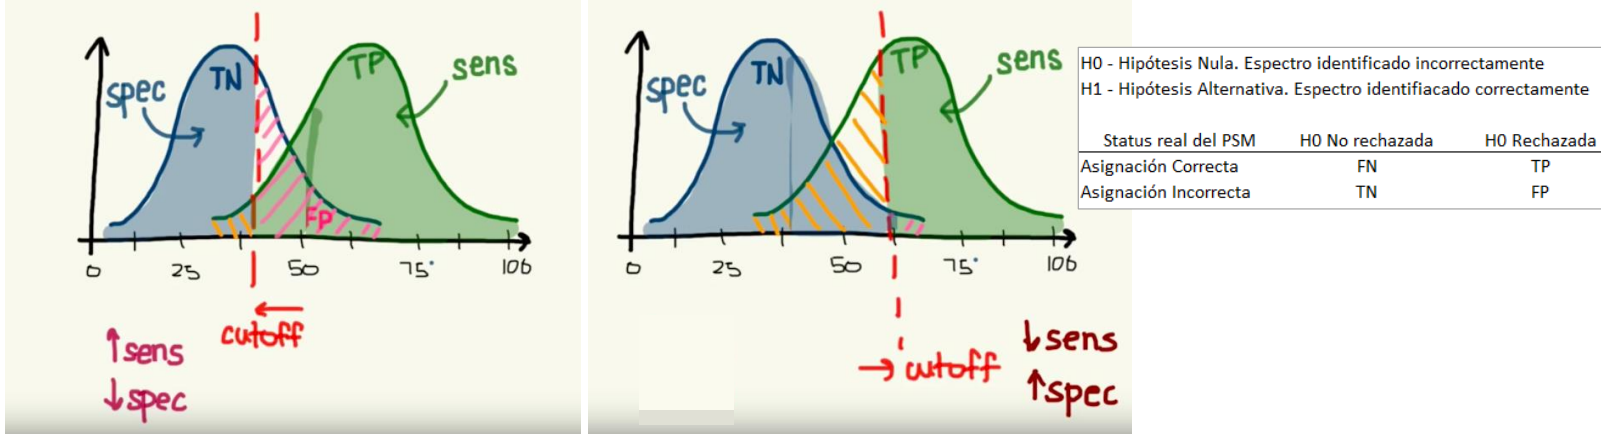 spec
TN
TP
sens
FP
0 25 50 75 106
cutoff
↑sens
↓spec
spec
TN
TP
sens
0 25 50 75 106
→ cutoff
↓sens
↑spec
H0 - Hipótesis Nula. Espectro identificado incorrectamente
H1 - Hipótesis Alternativa. Espectro identifiacado correctamente
Status real del PSM H0 No rechazada H0 Rechazada
Asignación Correcta FN TP
Asignación Incorrecta TN FP